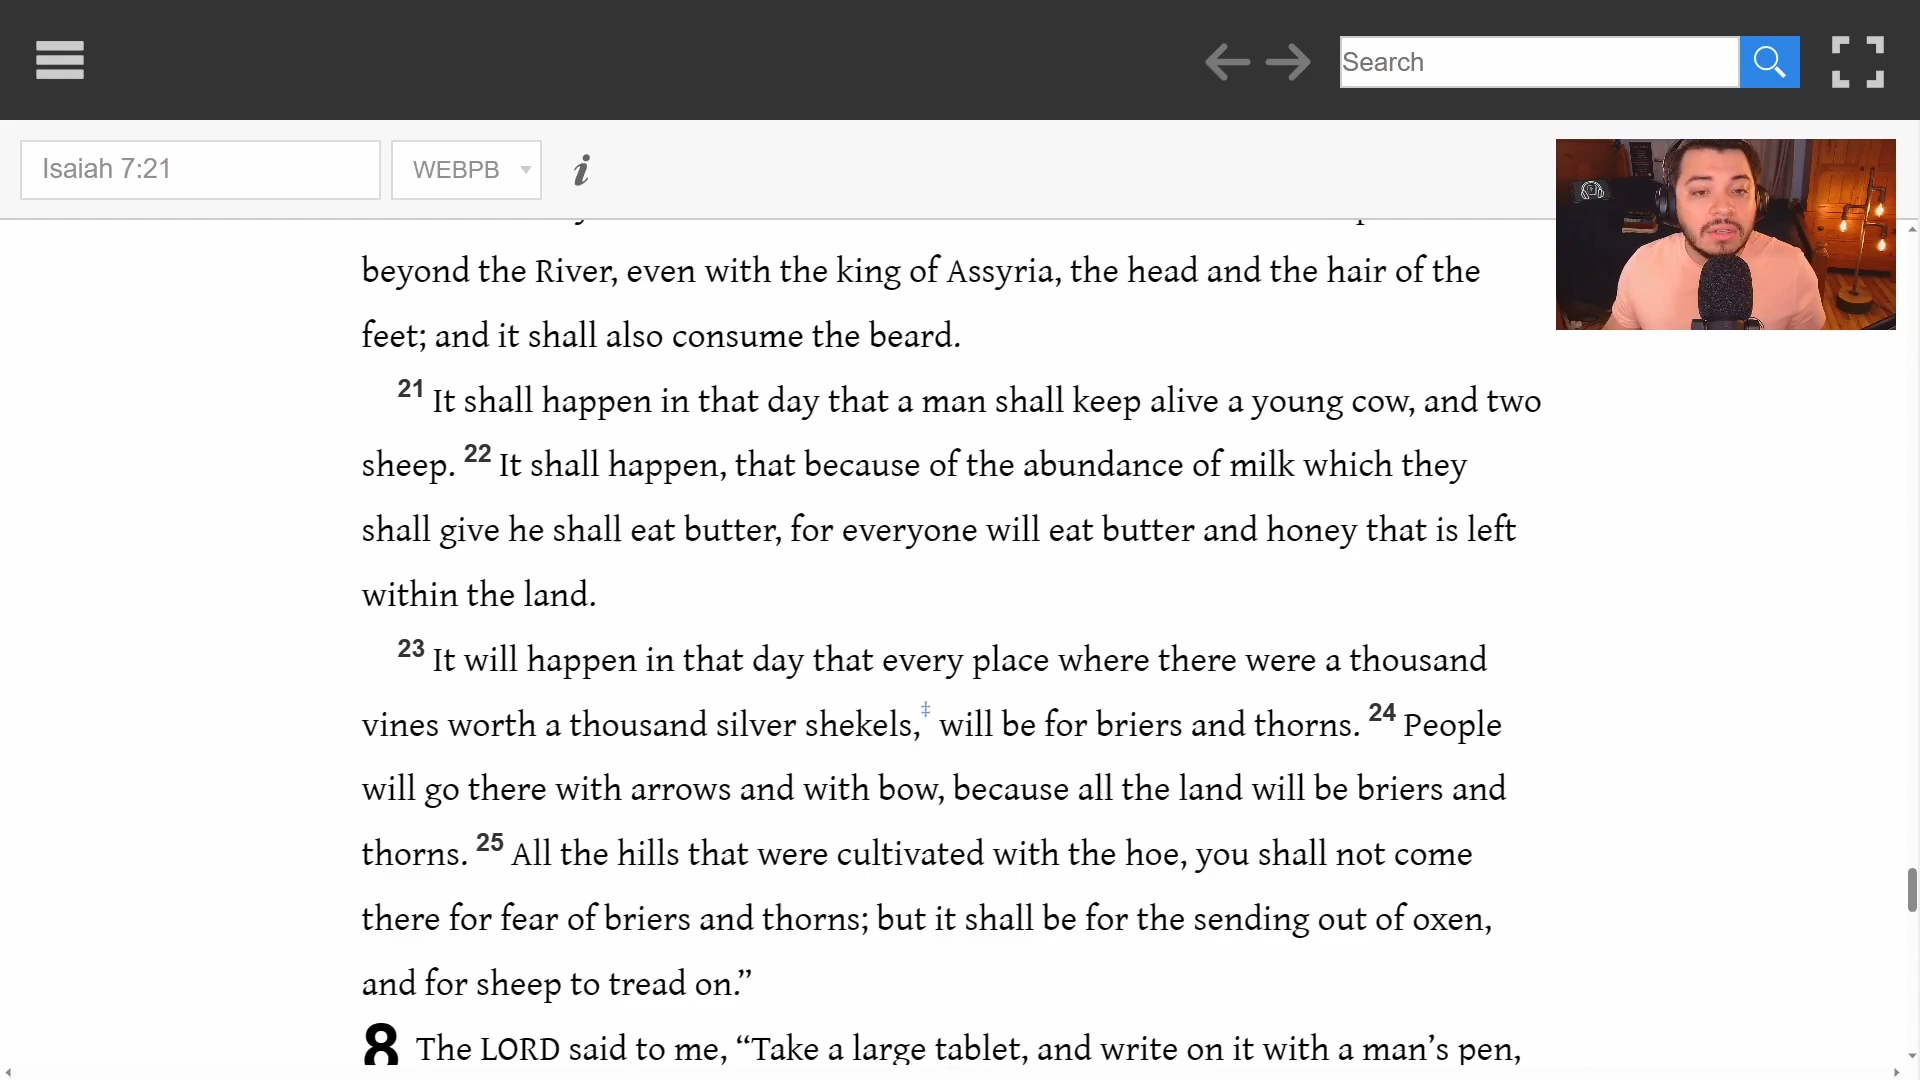 Search
Isaiah 7:21
WEBPB
i
beyond the River, even with the king of Assyria, the head and the hair of the
feet; and it shall also consume the beard.
21 It shall happen in that day that a man shall keep alive a young cow, and two
sheep. 22 It shall happen, that because of the abundance of milk which they
shall give he shall eat butter, for everyone will eat butter and honey that is left
within the land.
23 It will happen in that day that every place where there were a thousand
vines worth a thousand silver shekels,‡ will be for briers and thorns. 24 People
will go there with arrows and with bow, because all the land will be briers and
thorns. 25 All the hills that were cultivated with the hoe, you shall not come
there for fear of briers and thorns; but it shall be for the sending out of oxen,
and for sheep to tread on.”
8 The LORD said to me, “Take a large tablet, and write on it with a man’s pen,